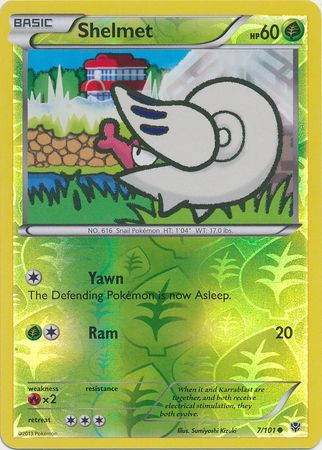 BASIC
Shelmet
HP60
NO. 616 Snail Pokémon HT: 1'04" WT: 17.0 lbs.
Yawn
The Defending Pokémon is now Asleep.
Ram 20
weakness resistance
×2
retreat
When it and Karrablast are together, and both receive electrical stimulation, they both evolve.
©2013 Pokémon
Illus. Sumiyoshi Kizuki
7/101